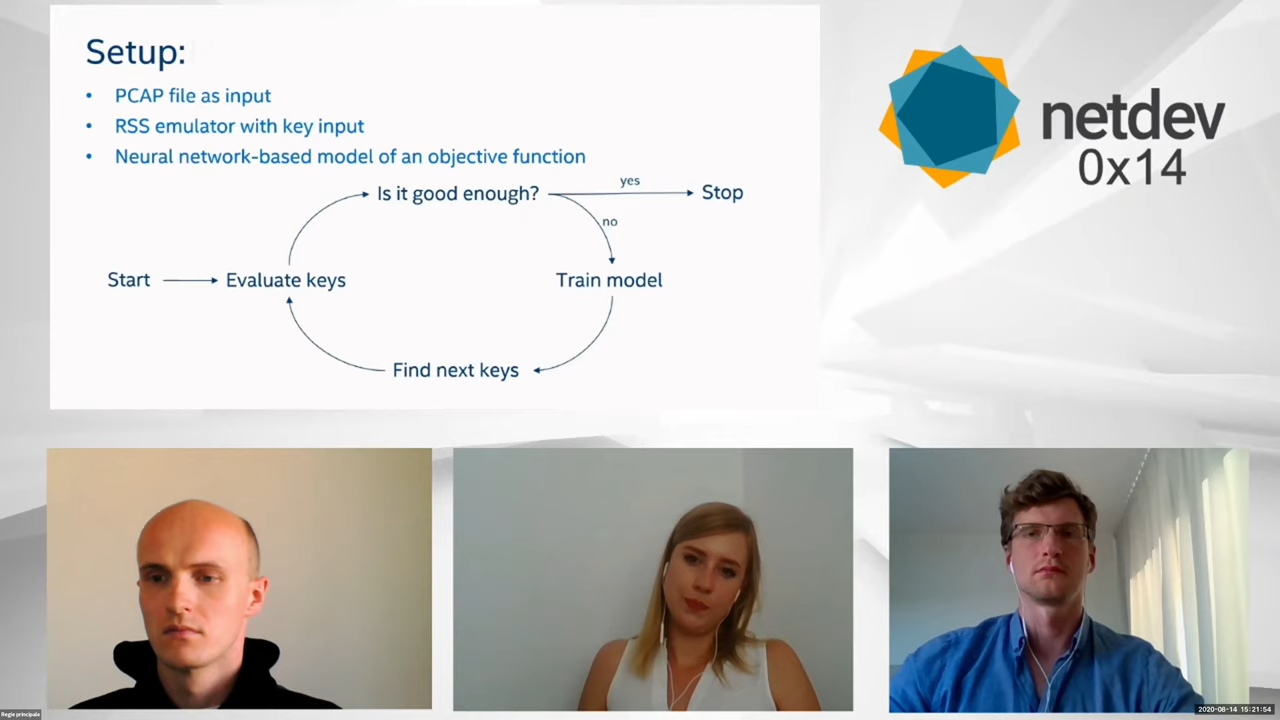 Setup:
• PCAP file as input
• RSS emulator with key input
• Neural network-based model of an objective function
Is it good enough?
yes
Stop
no
Start
Evaluate keys
Train model
Find next keys
netdev
0x14
Regie principale
2020-08-14 15:21:54